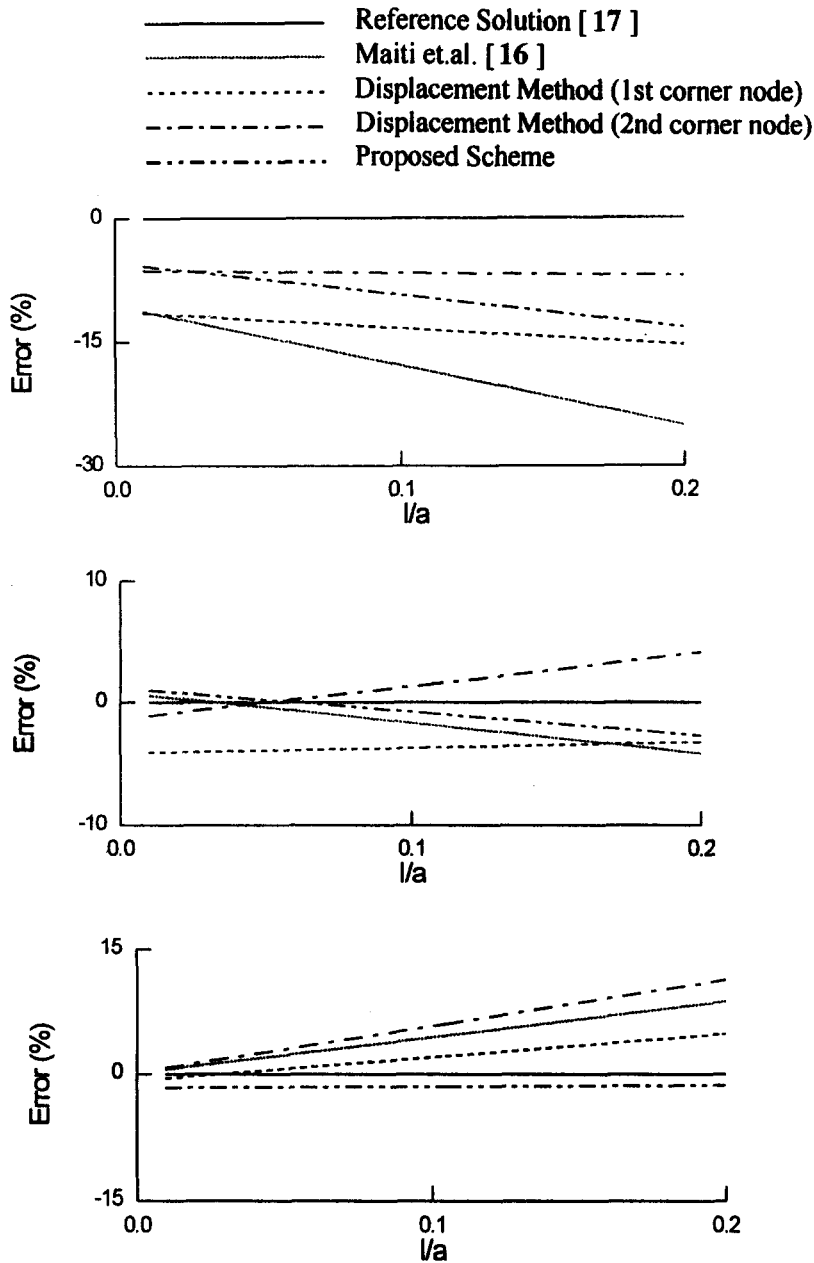 Reference Solution [ 17 ]
Maiti et.al. [ 16 ]
Displacement Method (1st corner node)
Displacement Method (2nd corner node)
Proposed Scheme
0
-15
-30
Error (%)
0.0
0.1
0.2
l/a
10
0
-10
Error (%)
0.0
0.1
0.2
l/a
15
0
-15
Error (%)
0.0
0.1
0.2
l/a